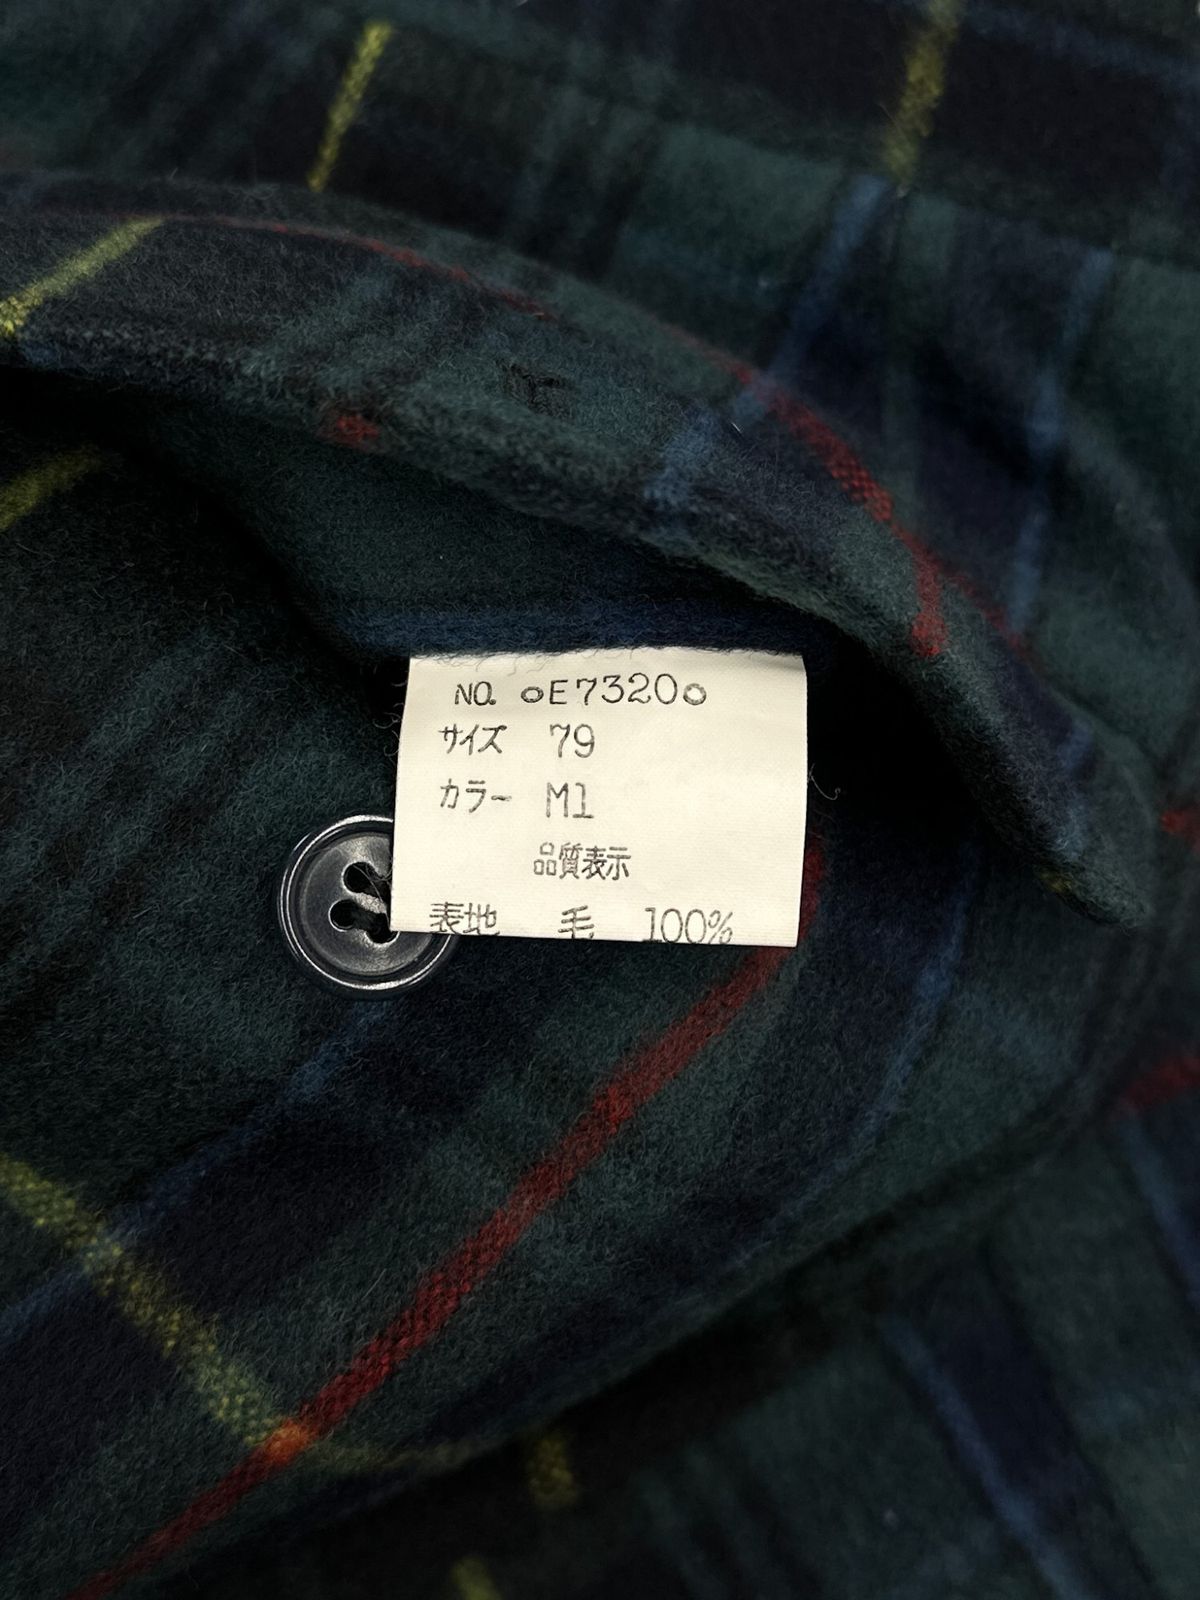 NO. oE7320o
サイズ 79
カラー M1
品質表示
表地 毛 100%